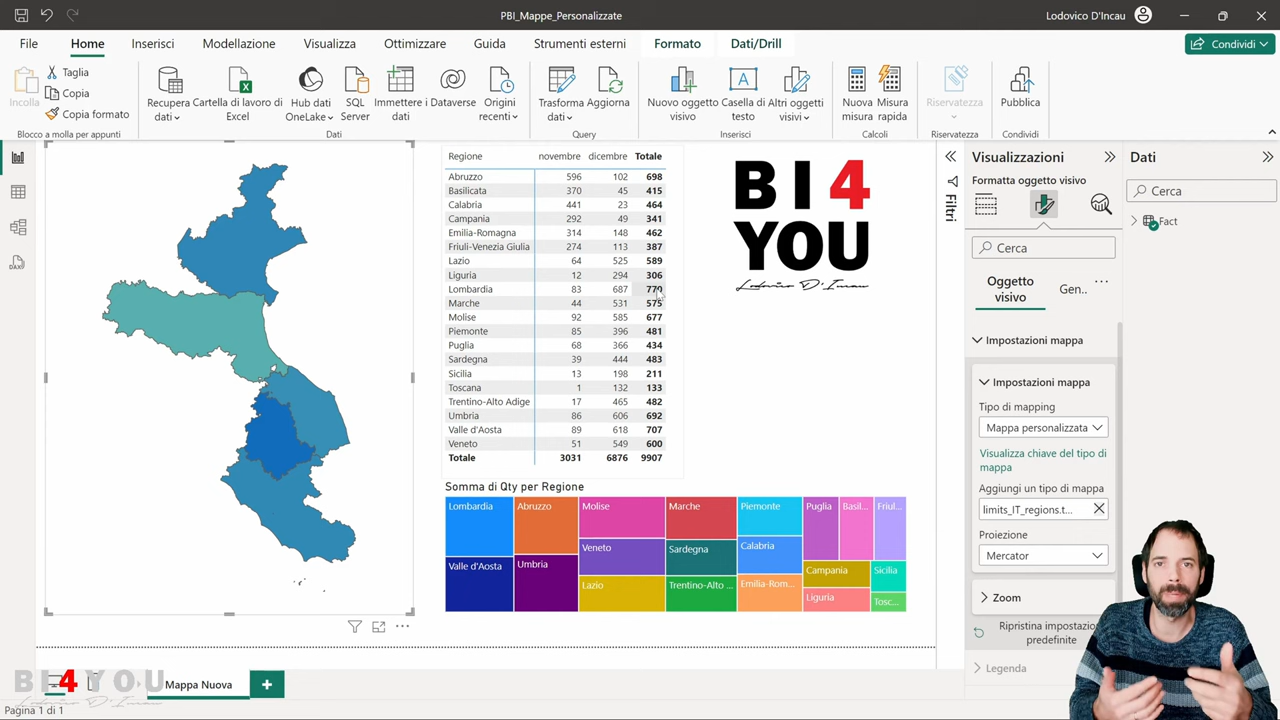 PBI_Mappe_Personalizzate
Lodovico D'Incau
File Home Inserisci Modellazione Visualizza Ottimizzare Guida Strumenti esterni Formato Dati/Drill
Condividi
Incolla
Taglia
Copia
Copia formato
Recupera dati
Cartella di lavoro di Excel
Hub dati OneLake
SQL Server
Immettere i dati
Dataverse
Origini recenti
Trasforma dati
Aggiorna
Nuovo oggetto visivo
Casella di testo
Altri oggetti visivi
Nuova misura
Misura rapida
Riservatezza
Pubblica
Blocco a molla per appunti Dati Query Inserisci Calcoli Riservatezza Condividi
Regione novembre dicembre Totale
Abruzzo 596 102 698
Basilicata 370 45 415
Calabria 441 23 464
Campania 292 49 341
Emilia-Romagna 314 148 462
Friuli-Venezia Giulia 274 113 387
Lazio 64 525 589
Liguria 12 294 306
Lombardia 83 687 770
Marche 44 531 575
Molise 92 585 677
Piemonte 85 396 481
Puglia 68 366 434
Sardegna 39 444 483
Sicilia 13 198 211
Toscana 1 132 133
Trentino-Alto Adige 17 465 482
Umbria 86 606 692
Valle d'Aosta 89 618 707
Veneto 51 549 600
Totale 3031 6876 9907
BI4
YOU
Lodovico D'Incau
Somma di Qty per Regione
Lombardia Abruzzo Molise Marche Piemonte Puglia Basil... Friul...
Veneto Sardegna Calabria
Valle d'Aosta Umbria Campania Sicilia
Lazio Trentino-Alto ... Emilia-Rom... Liguria Tosc...
Filtri
Visualizzazioni
Formatta oggetto visivo
Cerca
Oggetto visivo
Gen...
Impostazioni mappa
Impostazioni mappa
Tipo di mapping
Mappa personalizzata
Visualizza chiave del tipo di
mappa
Aggiungi un tipo di mappa
limits_IT_regions.t...
Proiezione
Mercator
Zoom
Ripristina impostazio
predefinite
Legenda
Dati
Cerca
Fact
BI4YOU
Lodovico D'Incau
Mappa Nuova
Pagina 1 di 1